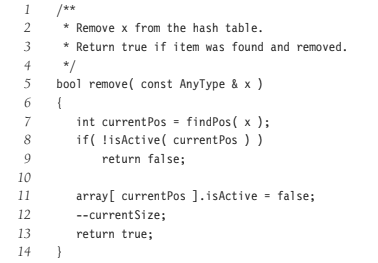 1 /**
2  * Remove x from the hash table.
3  * Return true if item was found and removed.
4  */
5 bool remove( const AnyType & x )
6 {
7     int currentPos = findPos( x );
8     if( !isActive( currentPos ) )
9         return false;
10
11     array[ currentPos ].isActive = false;
12     --currentSize;
13     return true;
14 }